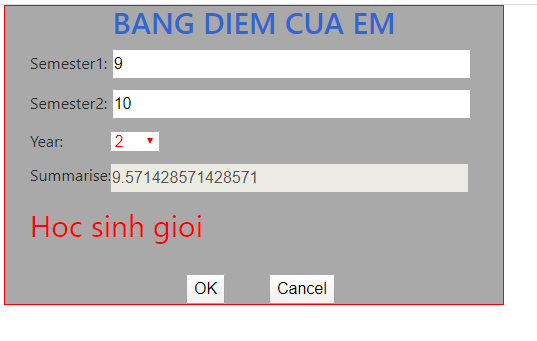 BANG DIEM CUA EM
Semester1: 9
Semester2: 10
Year: 2
Summarise: 9.571428571428571
Hoc sinh gioi
OK Cancel